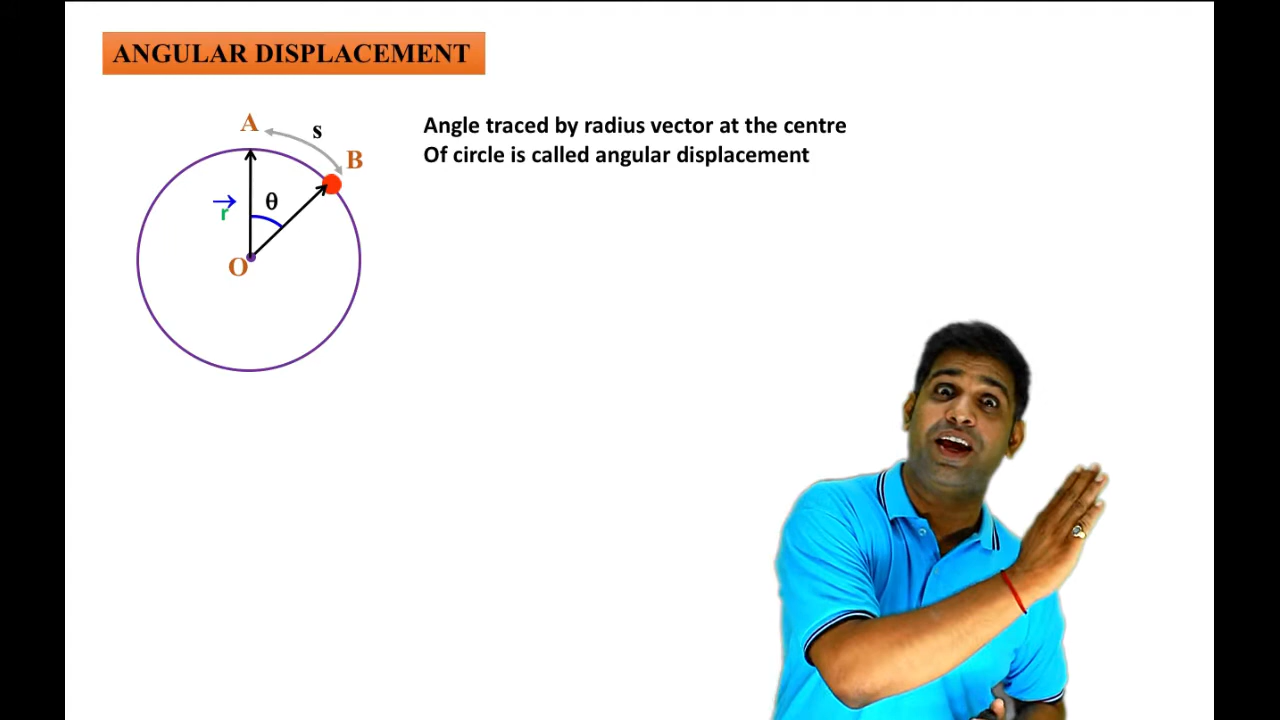 ANGULAR DISPLACEMENT
A
s
B
Angle traced by radius vector at the centre
Of circle is called angular displacement
r
θ
O